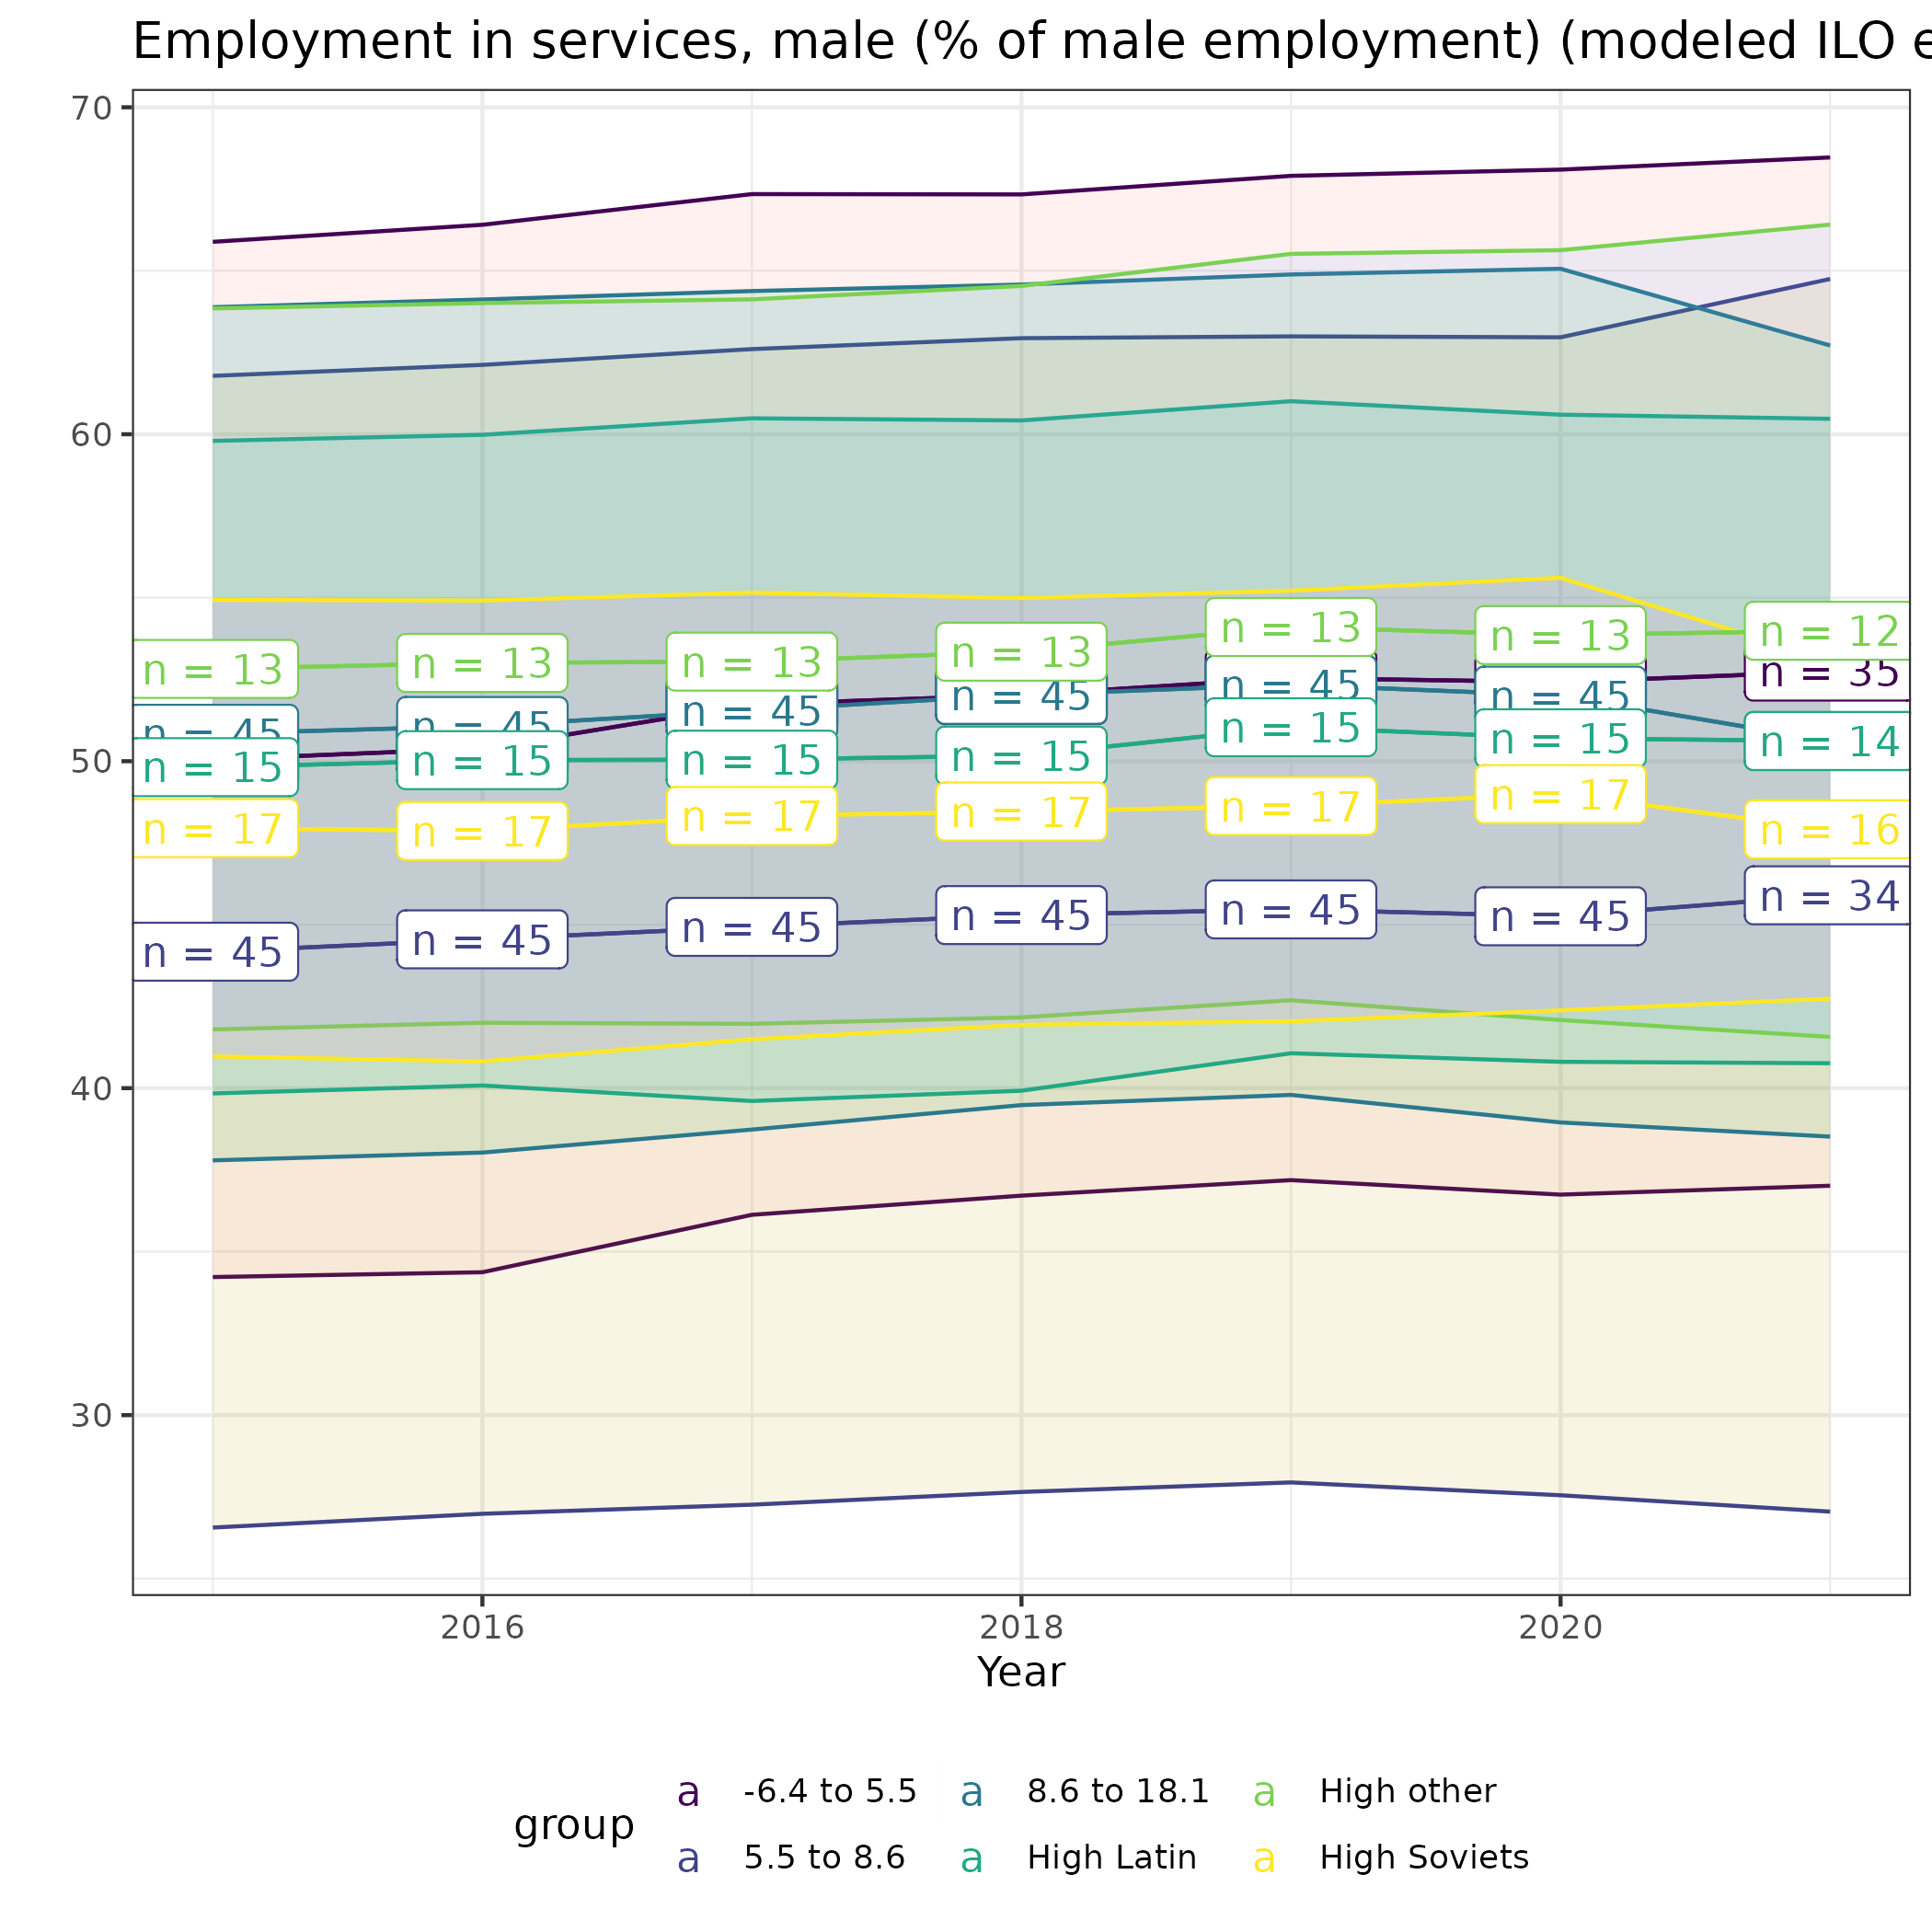 Employment in services, male (% of male employment) (modeled ILO e
70
60
50
40
30
n = 13 n = 13 n = 13 n = 13 n = 13 n = 13 n = 12
n = 35
n = 45 n = 45 n = 45 n = 45 n = 45 n = 45
n = 15 n = 15 n = 15 n = 15 n = 15 n = 15 n = 14
n = 17 n = 17 n = 17 n = 17 n = 17 n = 17 n = 16
n = 45 n = 45 n = 45 n = 45 n = 45 n = 45 n = 34
2016 2018 2020
Year
group
a -6.4 to 5.5 a 8.6 to 18.1 a High other
a 5.5 to 8.6 a High Latin a High Soviets